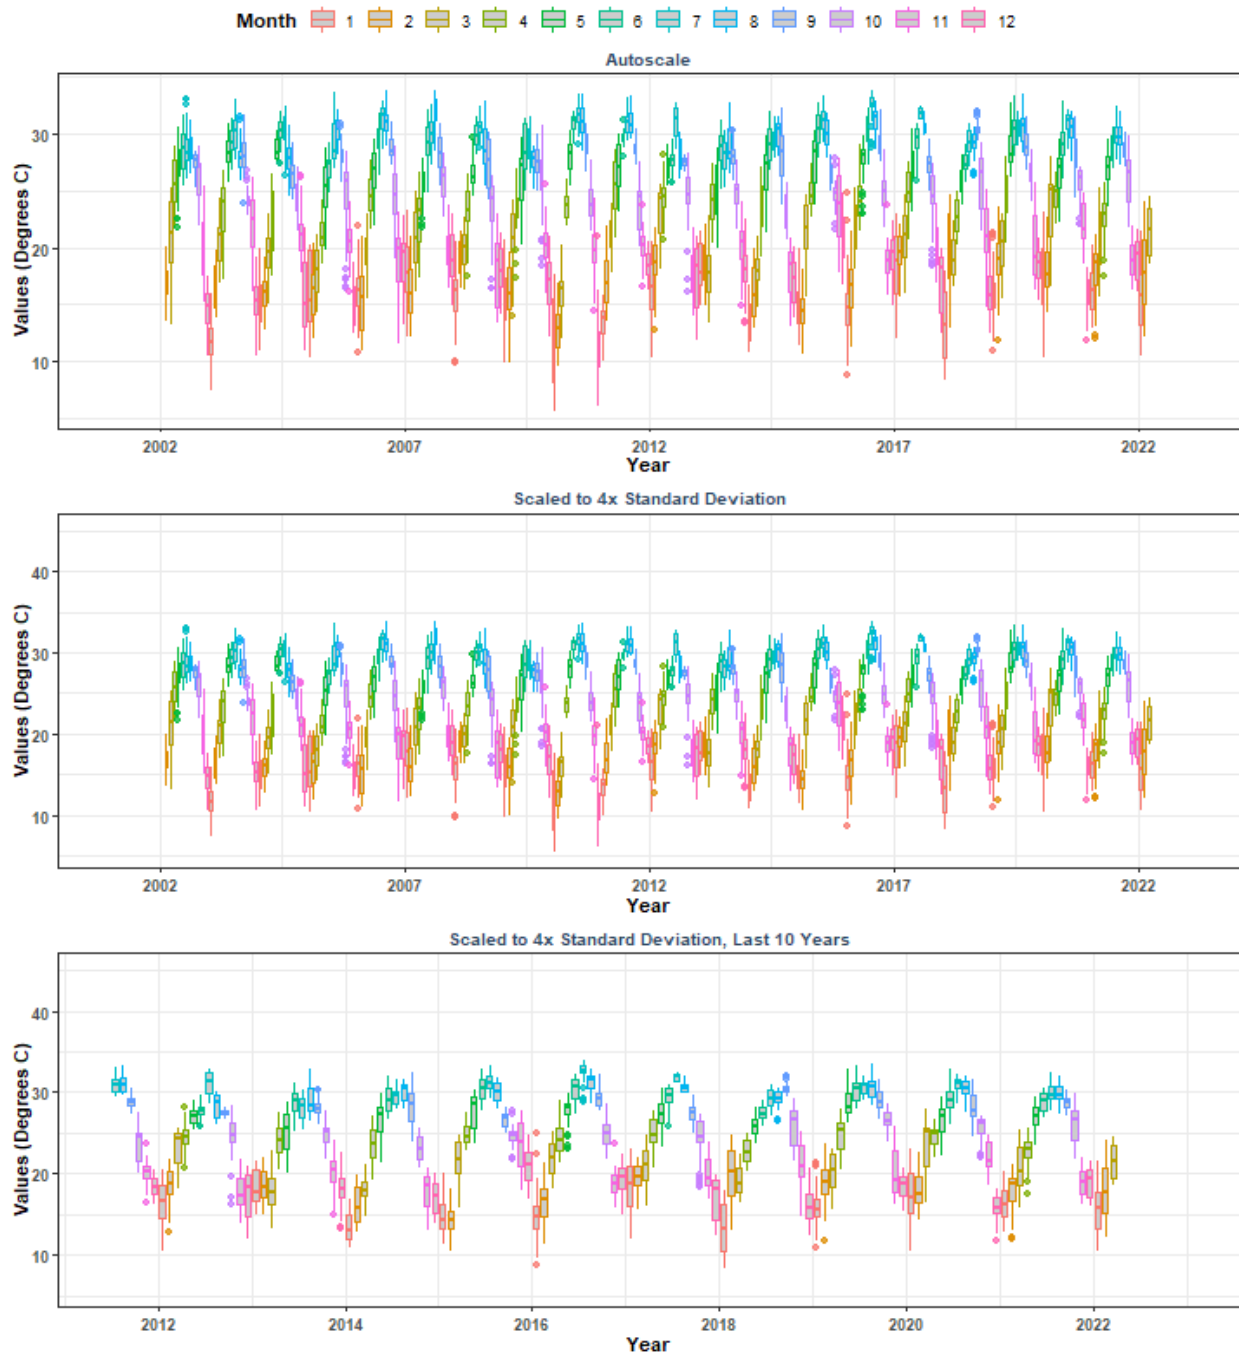 Month 1 2 3 4 5 6 7 8 9 10 11 12
Autoscale
Values (Degrees C)
30
20
10
2002 2007 2012 2017 2022
Year
Scaled to 4x Standard Deviation
Values (Degrees C)
40
30
20
10
2002 2007 2012 2017 2022
Year
Scaled to 4x Standard Deviation, Last 10 Years
Values (Degrees C)
40
30
20
10
2012 2014 2016 2018 2020 2022
Year